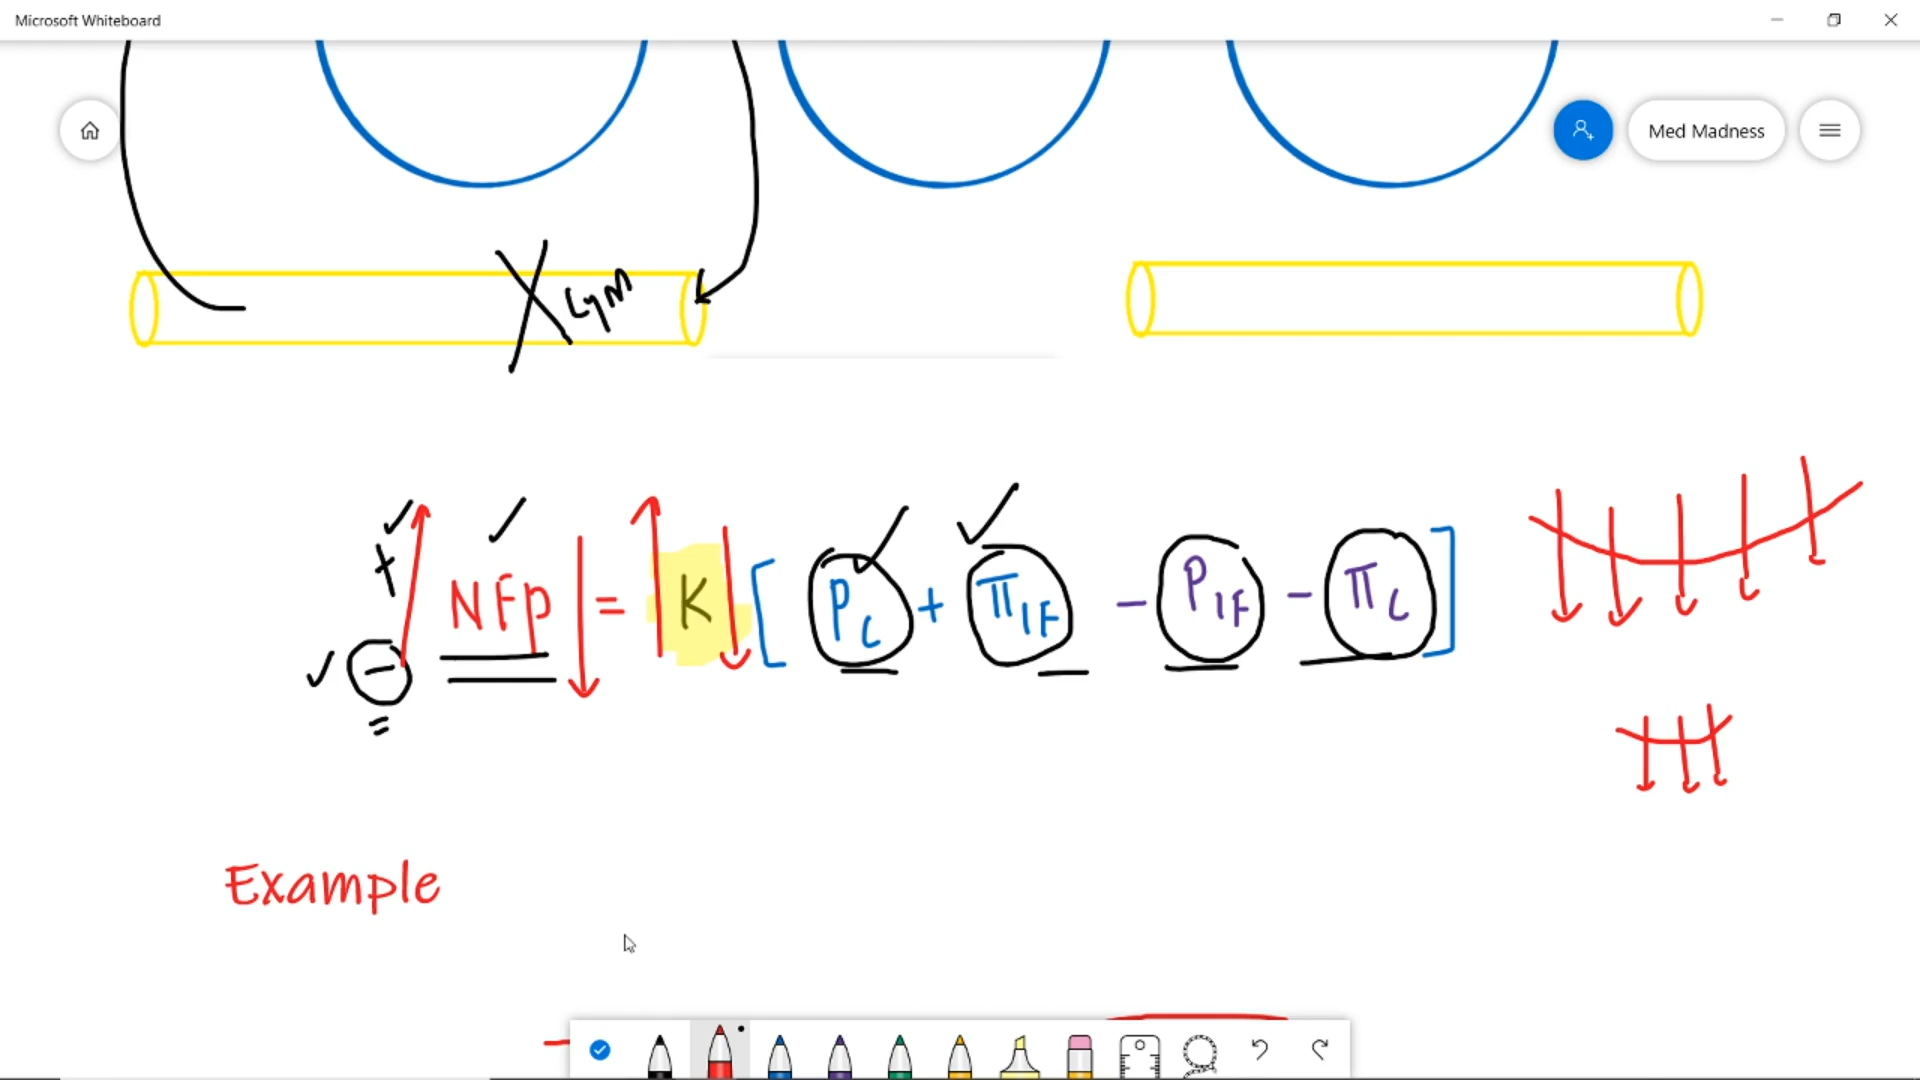 Microsoft Whiteboard
Med Madness
X Lym
+ - NFP = K [ Pc + πIF - PIF - πc ]
Example